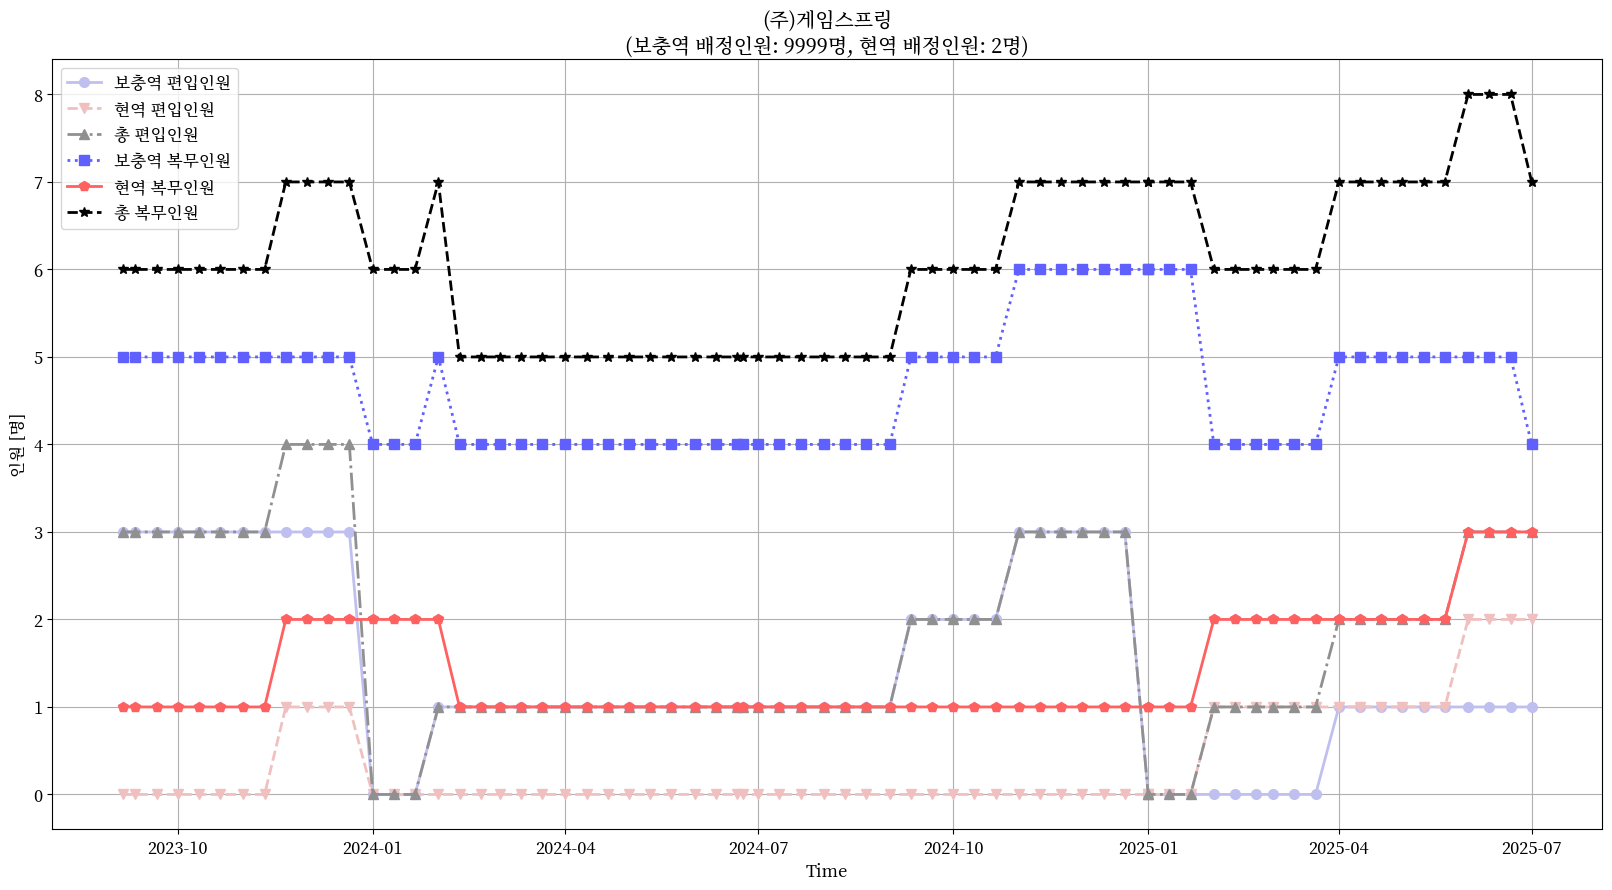 (주)게임스프링
(보충역 배정인원: 9999명, 현역 배정인원: 2명)
보충역 편입인원
현역 편입인원
총 편입인원
보충역 복무인원
현역 복무인원
총 복무인원
인원 [명]
8
7
6
5
4
3
2
1
0
2023-10
2024-01
2024-04
2024-07
2024-10
2025-01
2025-04
2025-07
Time